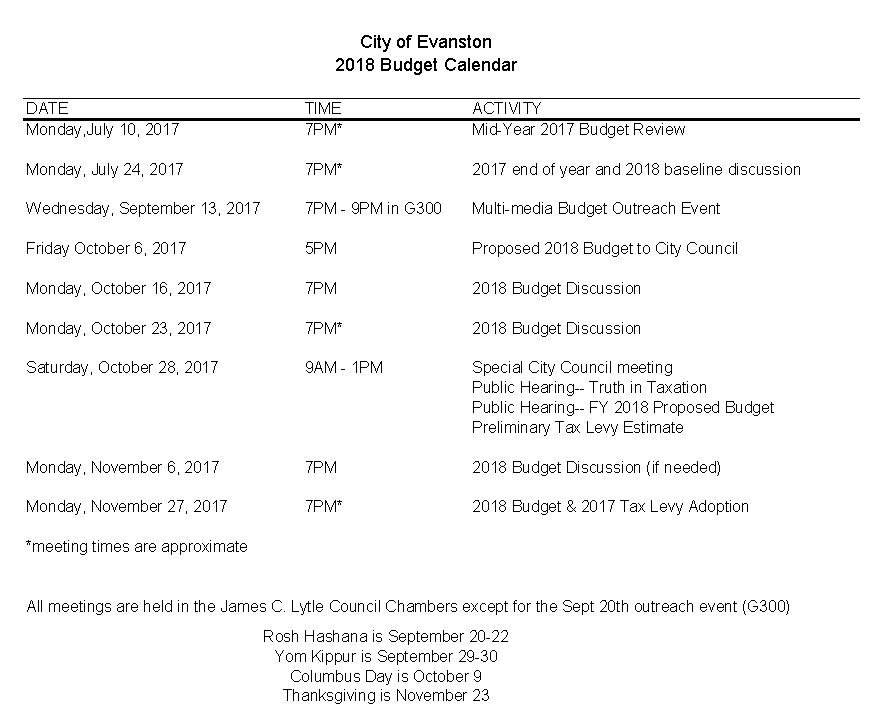 City of Evanston
2018 Budget Calendar
DATE TIME ACTIVITY
Monday,July 10, 2017 7PM* Mid-Year 2017 Budget Review
Monday, July 24, 2017 7PM* 2017 end of year and 2018 baseline discussion
Wednesday, September 13, 2017 7PM - 9PM in G300 Multi-media Budget Outreach Event
Friday October 6, 2017 5PM Proposed 2018 Budget to City Council
Monday, October 16, 2017 7PM 2018 Budget Discussion
Monday, October 23, 2017 7PM* 2018 Budget Discussion
Saturday, October 28, 2017 9AM - 1PM Special City Council meeting
Public Hearing-- Truth in Taxation
Public Hearing-- FY 2018 Proposed Budget
Preliminary Tax Levy Estimate
Monday, November 6, 2017 7PM 2018 Budget Discussion (if needed)
Monday, November 27, 2017 7PM* 2018 Budget & 2017 Tax Levy Adoption
*meeting times are approximate
All meetings are held in the James C. Lytle Council Chambers except for the Sept 20th outreach event (G300)
Rosh Hashana is September 20-22
Yom Kippur is September 29-30
Columbus Day is October 9
Thanksgiving is November 23